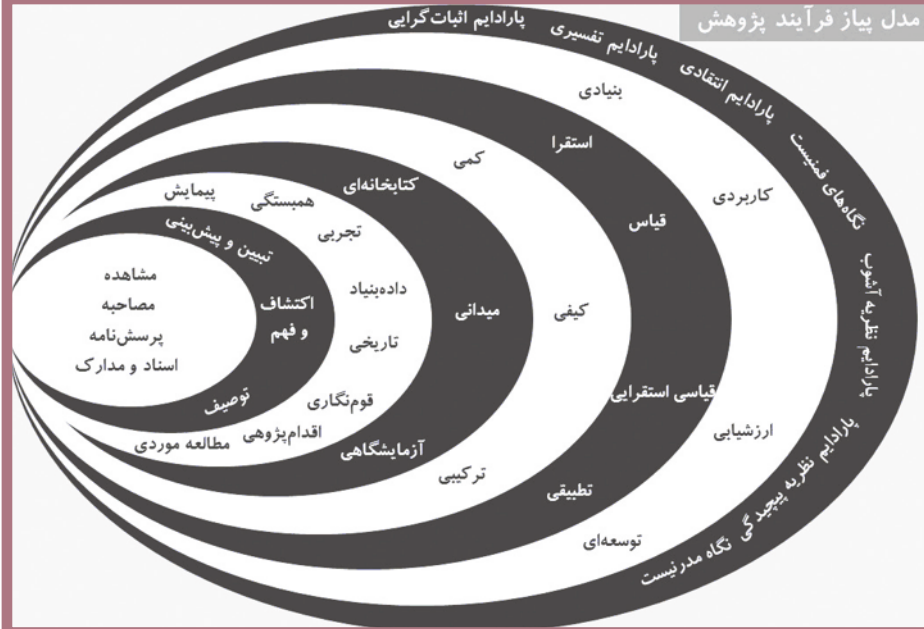 مدل پیاز فرآیند پژوهش
پارادایم اثبات‌گرایی
پارادایم تفسیری
پارادایم انتقادی
نگاه‌های فمنیست
پارادایم نظریه آشوب
پارادایم نظریه پیچیدگی
نگاه مدرنیست
بنیادی
کاربردی
ارزشیابی
توسعه‌ای
استقرا
قیاس
قیاسی استقرایی
تطبیقی
کمی
کیفی
ترکیبی
کتابخانه‌ای
میدانی
آزمایشگاهی
پیمایش
همبستگی
تجربی
داده‌بنیاد
تاریخی
قوم‌نگاری
اقدام‌پژوهی
مطالعه موردی
تبیین و پیش‌بینی
اکتشاف
و فهم
توصیف
مشاهده
مصاحبه
پرسش‌نامه
اسناد و مدارک